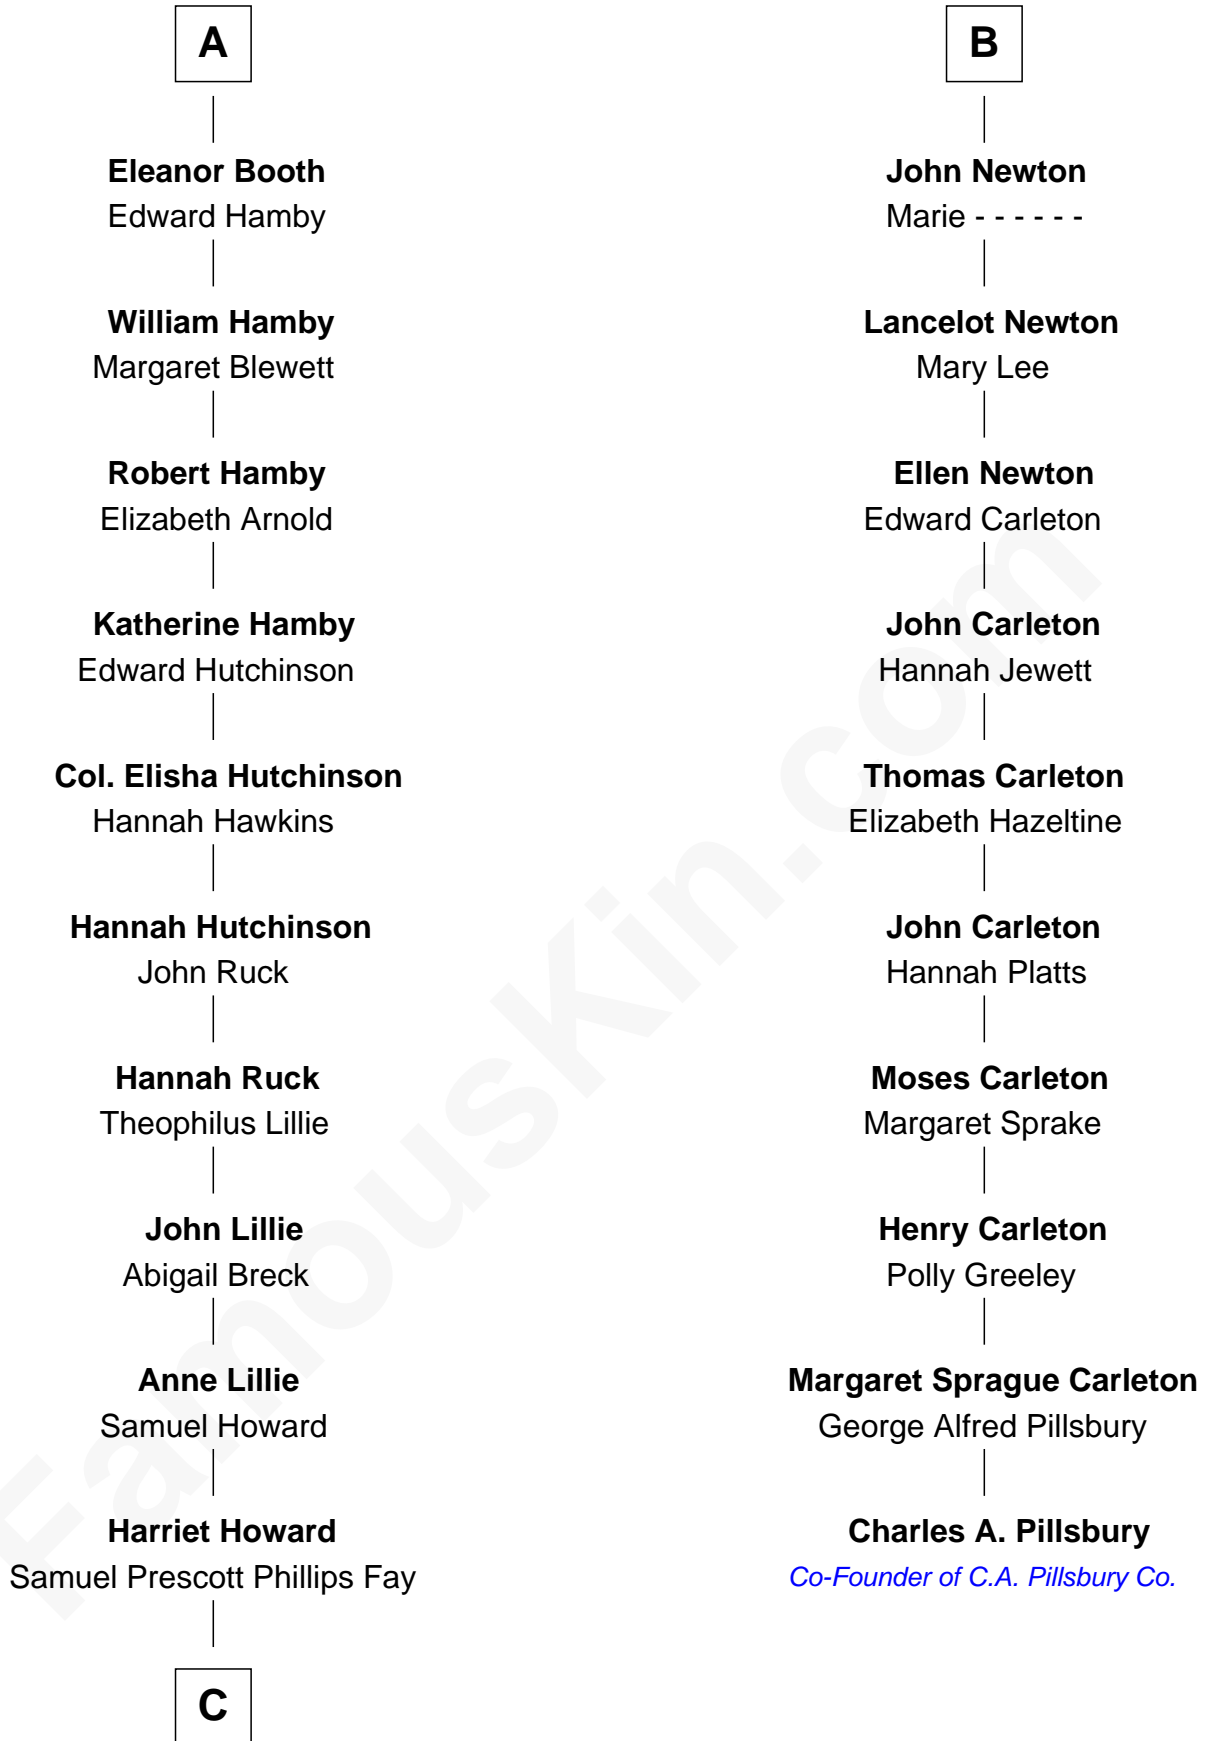 A
Eleanor Booth
Edward Hamby
William Hamby
Margaret Blewett
Robert Hamby
Elizabeth Arnold
Katherine Hamby
Edward Hutchinson
Col. Elisha Hutchinson
Hannah Hawkins
Hannah Hutchinson
John Ruck
Hannah Ruck
Theophilus Lillie
John Lillie
Abigail Breck
Anne Lillie
Samuel Howard
Harriet Howard
Samuel Prescott Phillips Fay
C
B
John Newton
Marie - - - - - -
Lancelot Newton
Mary Lee
Ellen Newton
Edward Carleton
John Carleton
Hannah Jewett
Thomas Carleton
Elizabeth Hazeltine
John Carleton
Hannah Platts
Moses Carleton
Margaret Sprake
Henry Carleton
Polly Greeley
Margaret Sprague Carleton
George Alfred Pillsbury
Charles A. Pillsbury
Co-Founder of C.A. Pillsbury Co.
FamousKin.com